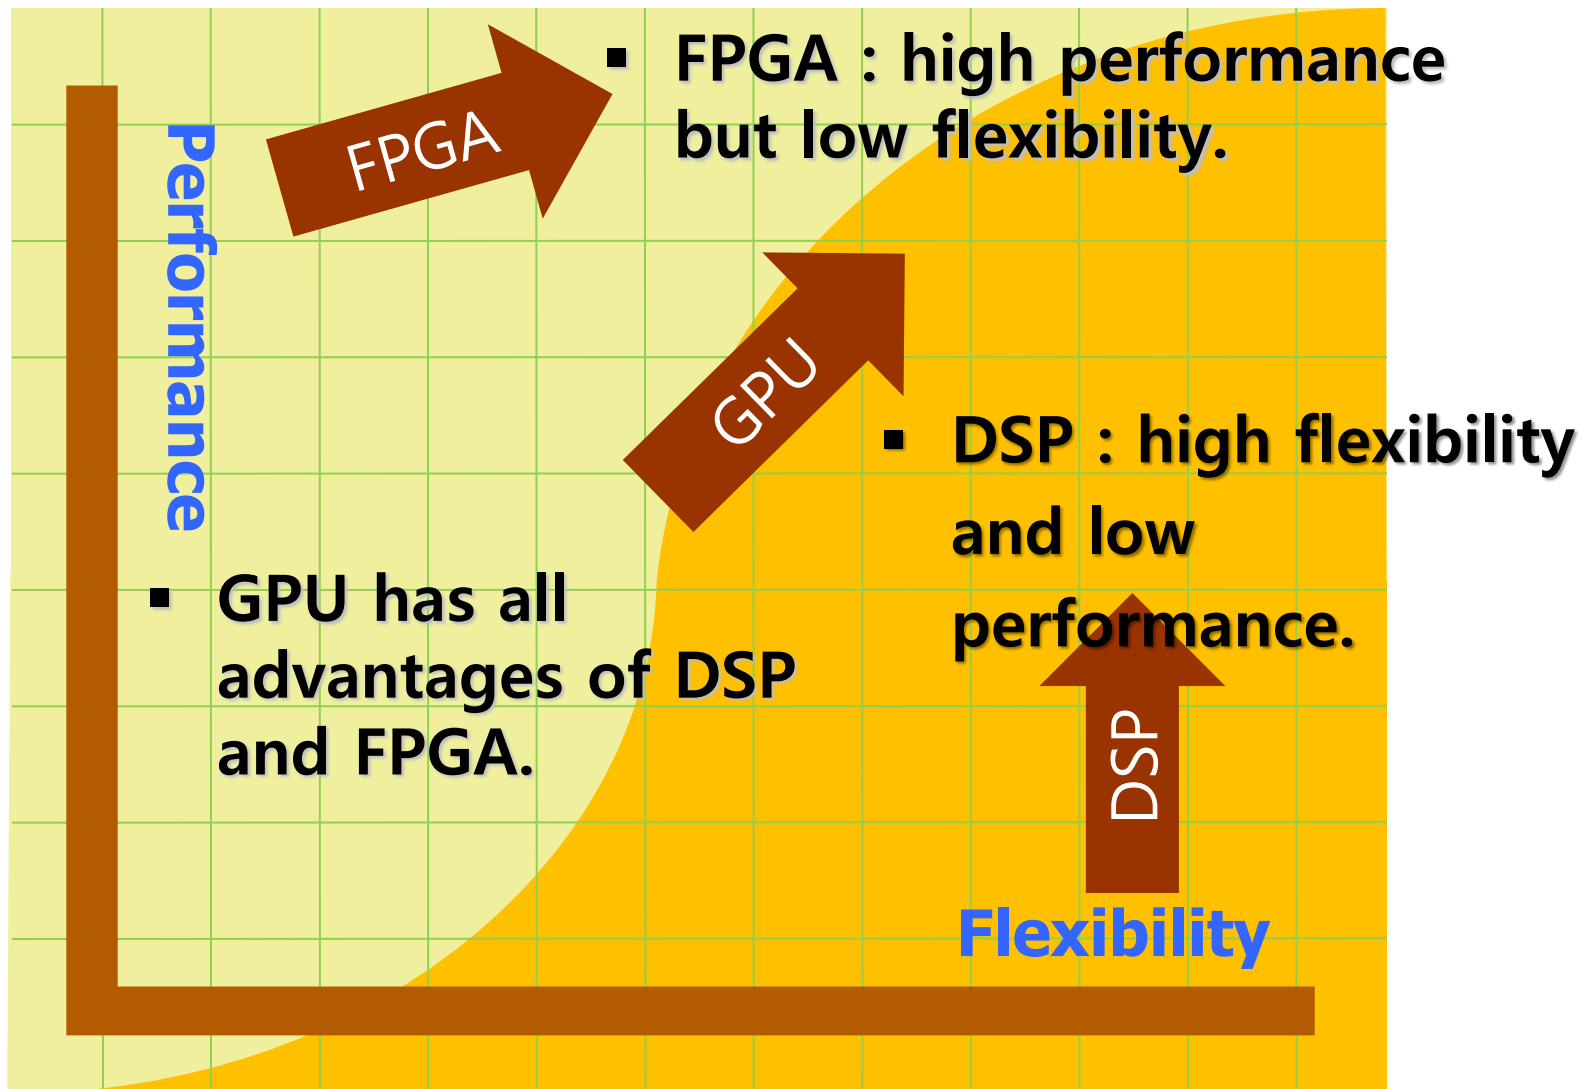 FPGA
▪ FPGA : high performance
but low flexibility.
Performance
GPU
▪ DSP : high flexibility
and low
performance.
▪ GPU has all
advantages of DSP
and FPGA.
DSP
Flexibility